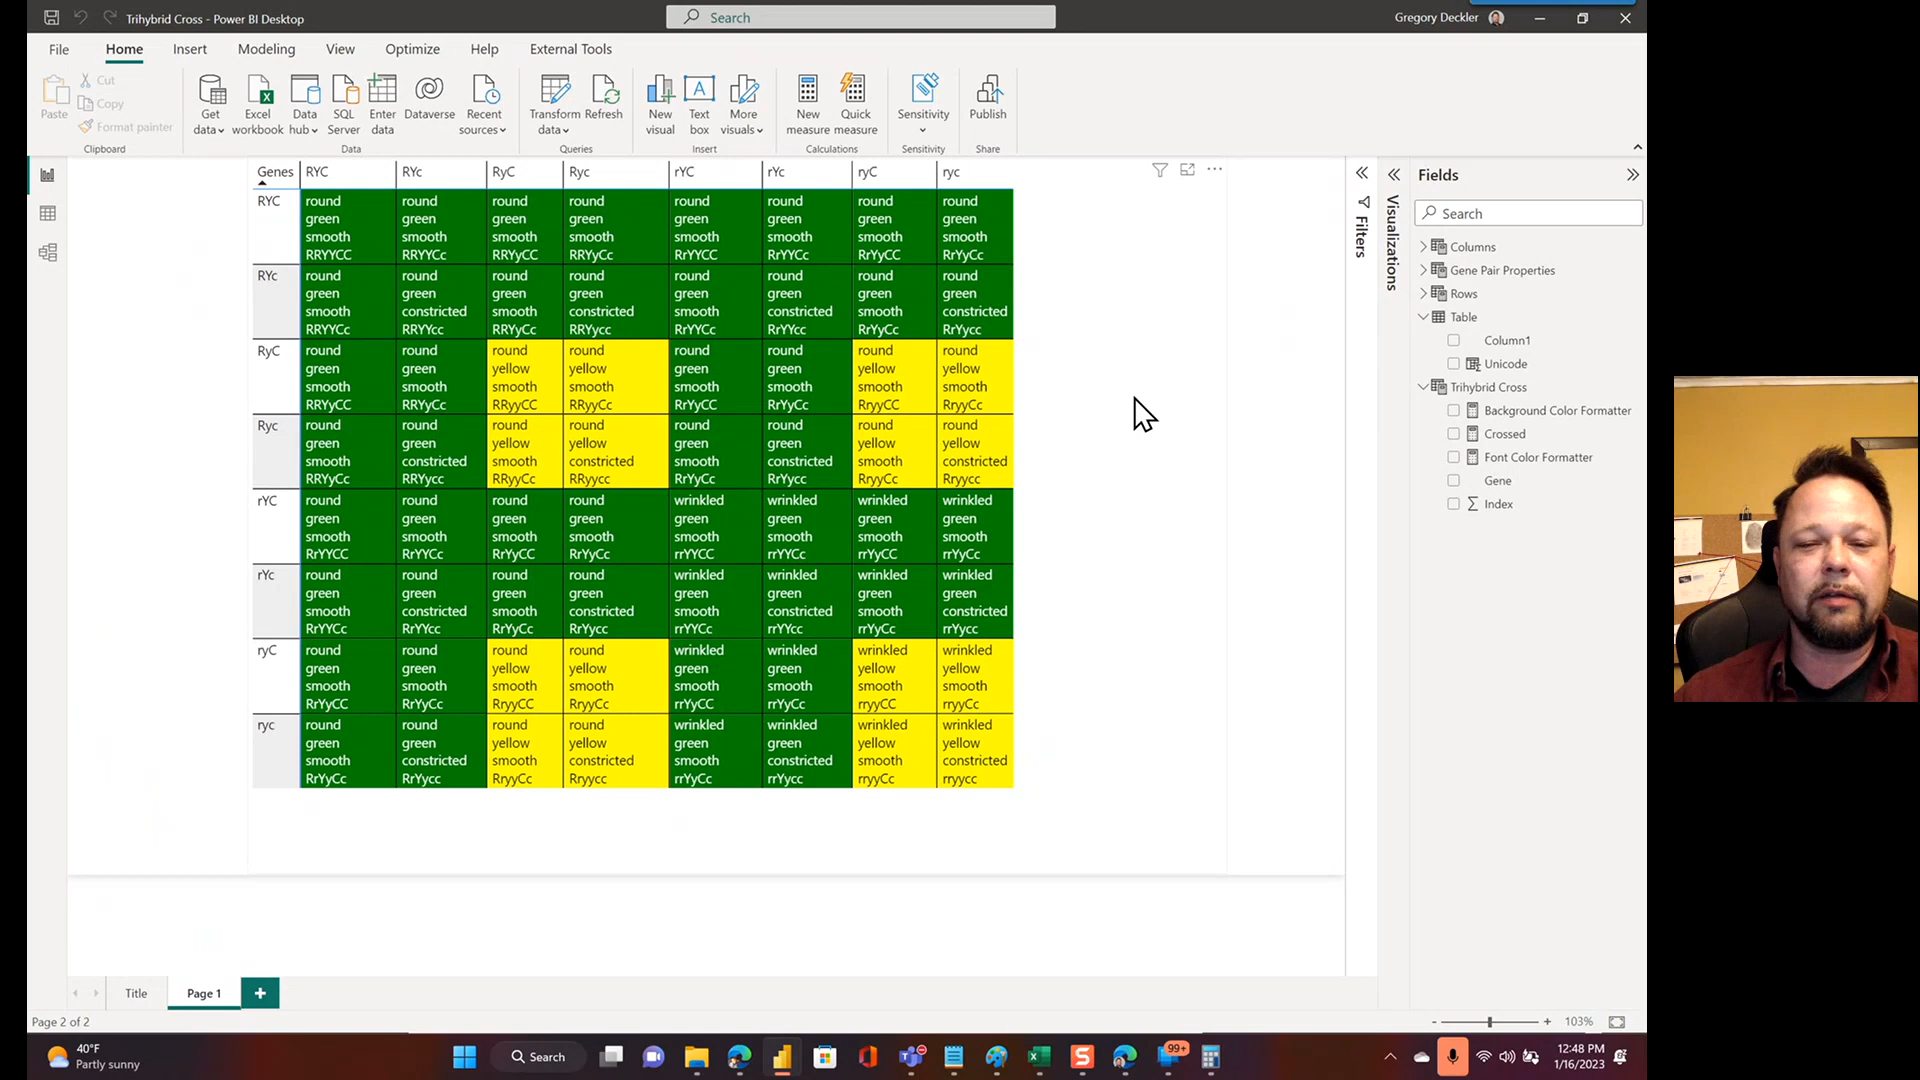 Trihybrid Cross - Power BI Desktop
Search
Gregory Deckler
File Home Insert Modeling View Optimize Help External Tools
Paste
Cut
Copy
Format painter
Clipboard
Get data
Excel workbook
Data hub
SQL Server
Enter data
Dataverse
Recent sources
Data
Transform data
Refresh
Queries
New visual
Text box
More visuals
Insert
New measure
Quick measure
Calculations
Sensitivity
Sensitivity
Publish
Share
Genes RYC RYc RyC Ryc rYC rYc ryC ryc
RYC round round round round round round round round
green green green green green green green green
smooth smooth smooth smooth smooth smooth smooth smooth
RRYYCC RRYYCc RRYyCC RRYyCc RrYYCC RrYYCc RrYyCC RrYyCc
RYc round round round round round round round round
green green green green green green green green
smooth constricted smooth constricted smooth constricted smooth constricted
RRYYCc RRYYcc RRYyCc RRYycc RrYYCc RrYYcc RrYyCc RrYycc
RyC round round round round round round round round
green green yellow yellow green green yellow yellow
smooth smooth smooth smooth smooth smooth smooth smooth
RRYyCC RRYyCc RRyyCC RRyyCc RrYyCC RrYyCc RryyCC RryyCc
Ryc round round round round round round round round
green green yellow yellow green green yellow yellow
smooth constricted smooth constricted smooth constricted smooth constricted
RRYyCc RRYycc RRyyCc RRyycc RrYyCc RrYycc RryyCc Rryycc
rYC round round round round wrinkled wrinkled wrinkled wrinkled
green green green green green green green green
smooth smooth smooth smooth smooth smooth smooth smooth
RrYYCC RrYYCc RrYyCC RrYyCc rrYYCC rrYYCc rrYyCC rrYyCc
rYc round round round round wrinkled wrinkled wrinkled wrinkled
green green green green green green green green
smooth constricted smooth constricted smooth constricted smooth constricted
RrYYCc RrYYcc RrYyCc RrYycc rrYYCc rrYYcc rrYyCc rrYycc
ryC round round round round wrinkled wrinkled wrinkled wrinkled
green green yellow yellow green green yellow yellow
smooth smooth smooth smooth smooth smooth smooth smooth
RrYyCC RrYyCc RryyCC RryyCc rrYyCC rrYyCc rryyCC rryyCc
ryc round round round round wrinkled wrinkled wrinkled wrinkled
green green yellow yellow green green yellow yellow
smooth constricted smooth constricted smooth constricted smooth constricted
RrYyCc RrYycc RryyCc Rryycc rrYyCc rrYycc rryyCc rryycc
Filters
Visualizations
Fields
Search
Columns
Gene Pair Properties
Rows
Table
Column1
Unicode
Trihybrid Cross
Background Color Formatter
Crossed
Font Color Formatter
Gene
Index
Title
Page 1
Page 2 of 2
103%
40°F
Partly sunny
Search
99+
12:48 PM
1/16/2023